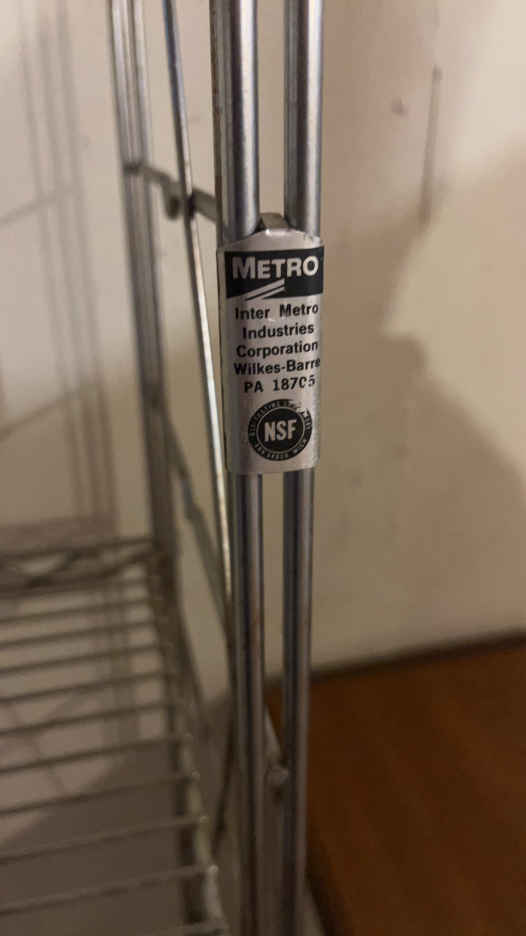 METRO
Inter Metro
Industries
Corporation
Wilkes-Barre
PA 18705
NSF